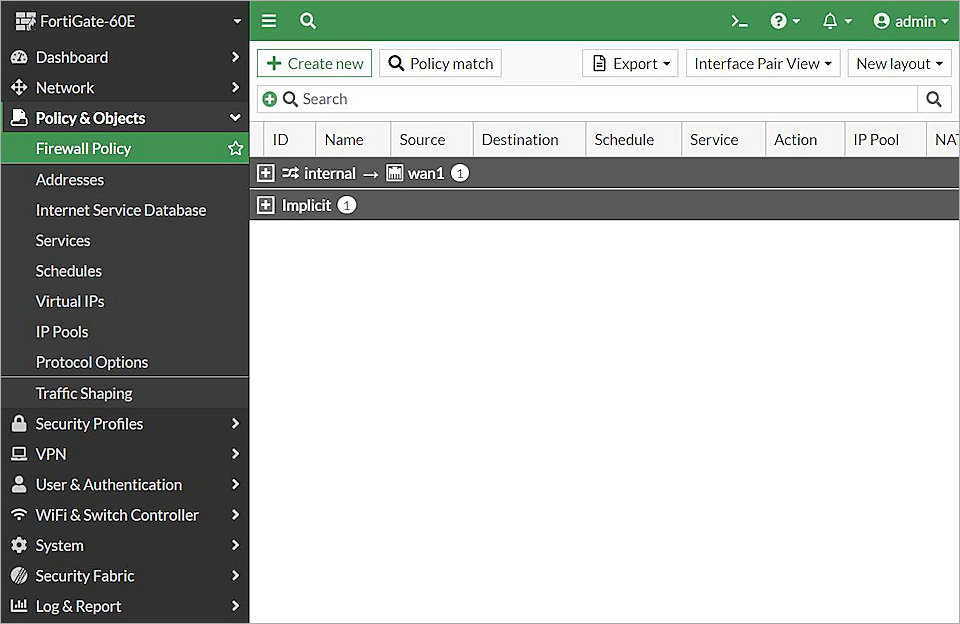 FortiGate-60E
admin
Dashboard
Network
Policy & Objects
Firewall Policy
Addresses
Internet Service Database
Services
Schedules
Virtual IPs
IP Pools
Protocol Options
Traffic Shaping
Security Profiles
VPN
User & Authentication
WiFi & Switch Controller
System
Security Fabric
Log & Report
Create new Policy match Export Interface Pair View New layout
Search
ID Name Source Destination Schedule Service Action IP Pool NAT
internal → wan1 1
Implicit 1